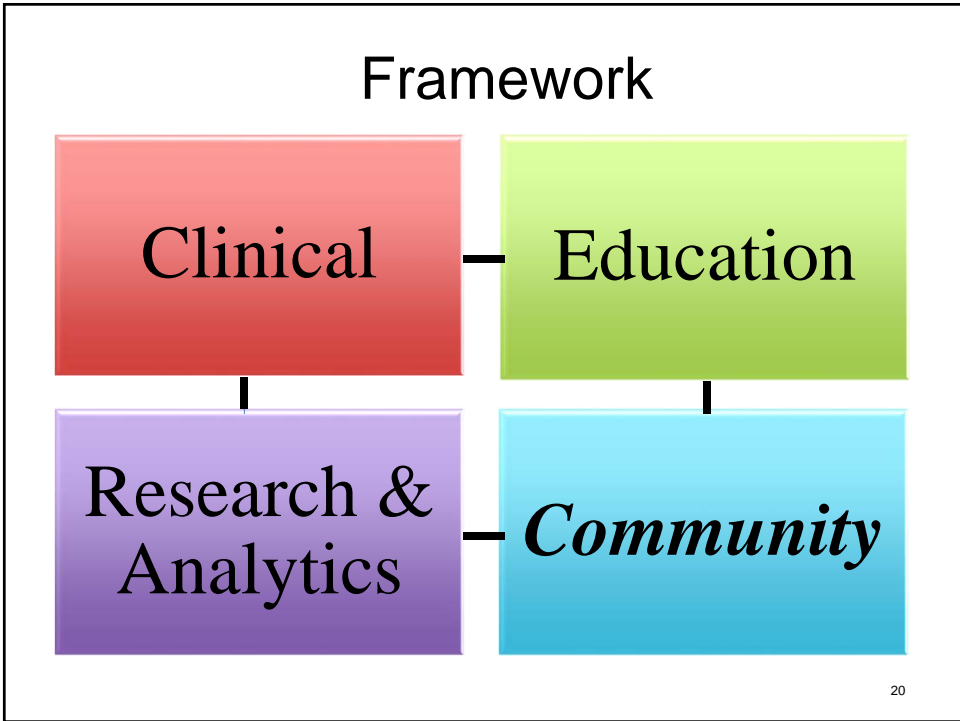 Framework
Clinical
Education
Research &
Analytics
Community
20